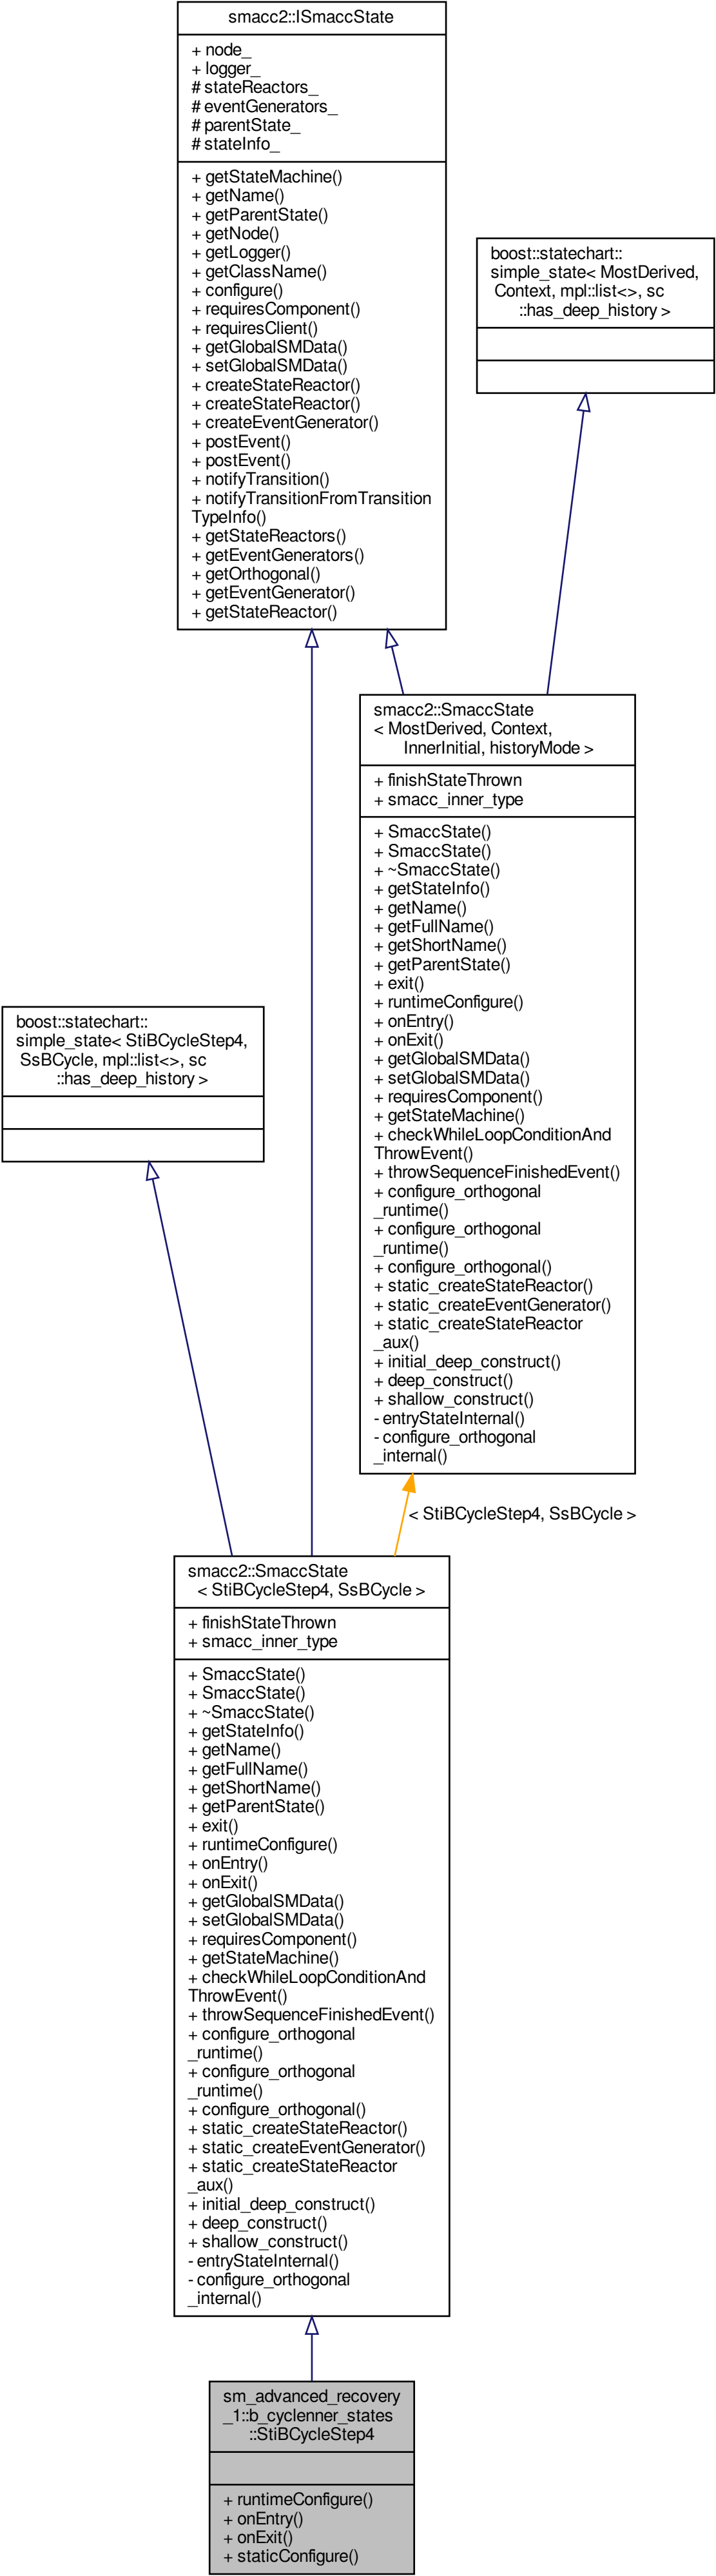 smacc2::ISmaccState
+ node_
+ logger_
# stateReactors_
# eventGenerators_
# parentState_
# stateInfo_
+ getStateMachine()
+ getName()
+ getParentState()
+ getNode()
+ getLogger()
+ getClassName()
+ configure()
+ requiresComponent()
+ requiresClient()
+ getGlobalSMData()
+ setGlobalSMData()
+ createStateReactor()
+ createStateReactor()
+ createEventGenerator()
+ postEvent()
+ postEvent()
+ notifyTransition()
+ notifyTransitionFromTransition
TypeInfo()
+ getStateReactors()
+ getEventGenerators()
+ getOrthogonal()
+ getEventGenerator()
+ getStateReactor()
boost::statechart::
simple_state< MostDerived,
Context, mpl::list<>, sc
::has_deep_history >
smacc2::SmaccState
< MostDerived, Context,
InnerInitial, historyMode >
+ finishStateThrown
+ smacc_inner_type
+ SmaccState()
+ SmaccState()
+ ~SmaccState()
+ getStateInfo()
+ getName()
+ getFullName()
+ getShortName()
+ getParentState()
+ exit()
+ runtimeConfigure()
+ onEntry()
+ onExit()
+ getGlobalSMData()
+ setGlobalSMData()
+ requiresComponent()
+ getStateMachine()
+ checkWhileLoopConditionAnd
ThrowEvent()
+ throwSequenceFinishedEvent()
+ configure_orthogonal
_runtime()
+ configure_orthogonal
_runtime()
+ configure_orthogonal()
+ static_createStateReactor()
+ static_createEventGenerator()
+ static_createStateReactor
_aux()
+ initial_deep_construct()
+ deep_construct()
+ shallow_construct()
- entryStateInternal()
- configure_orthogonal
_internal()
boost::statechart::
simple_state< StiBCycleStep4,
SsBCycle, mpl::list<>, sc
::has_deep_history >
< StiBCycleStep4, SsBCycle >
smacc2::SmaccState
< StiBCycleStep4, SsBCycle >
+ finishStateThrown
+ smacc_inner_type
+ SmaccState()
+ SmaccState()
+ ~SmaccState()
+ getStateInfo()
+ getName()
+ getFullName()
+ getShortName()
+ getParentState()
+ exit()
+ runtimeConfigure()
+ onEntry()
+ onExit()
+ getGlobalSMData()
+ setGlobalSMData()
+ requiresComponent()
+ getStateMachine()
+ checkWhileLoopConditionAnd
ThrowEvent()
+ throwSequenceFinishedEvent()
+ configure_orthogonal
_runtime()
+ configure_orthogonal
_runtime()
+ configure_orthogonal()
+ static_createStateReactor()
+ static_createEventGenerator()
+ static_createStateReactor
_aux()
+ initial_deep_construct()
+ deep_construct()
+ shallow_construct()
- entryStateInternal()
- configure_orthogonal
_internal()
sm_advanced_recovery
_1::b_cyclenner_states
::StiBCycleStep4
+ runtimeConfigure()
+ onEntry()
+ onExit()
+ staticConfigure()